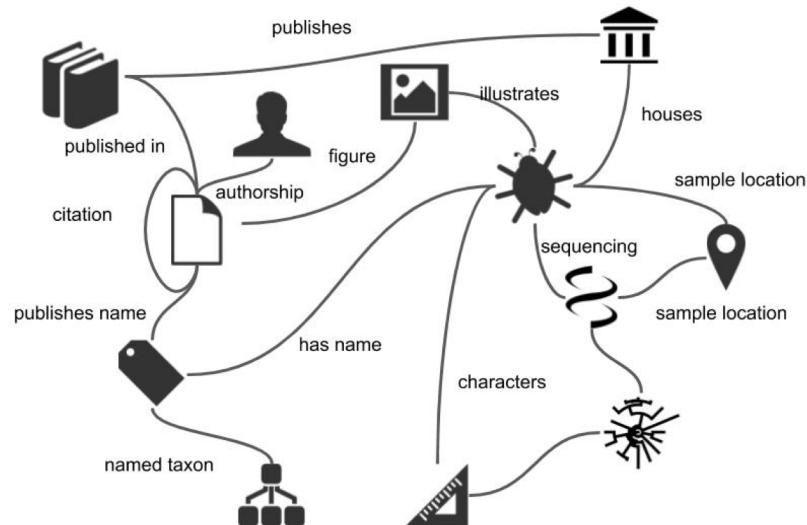 publishes
illustrates
houses
published in
figure
authorship
sample location
citation
sequencing
publishes name
sample location
has name
characters
named taxon